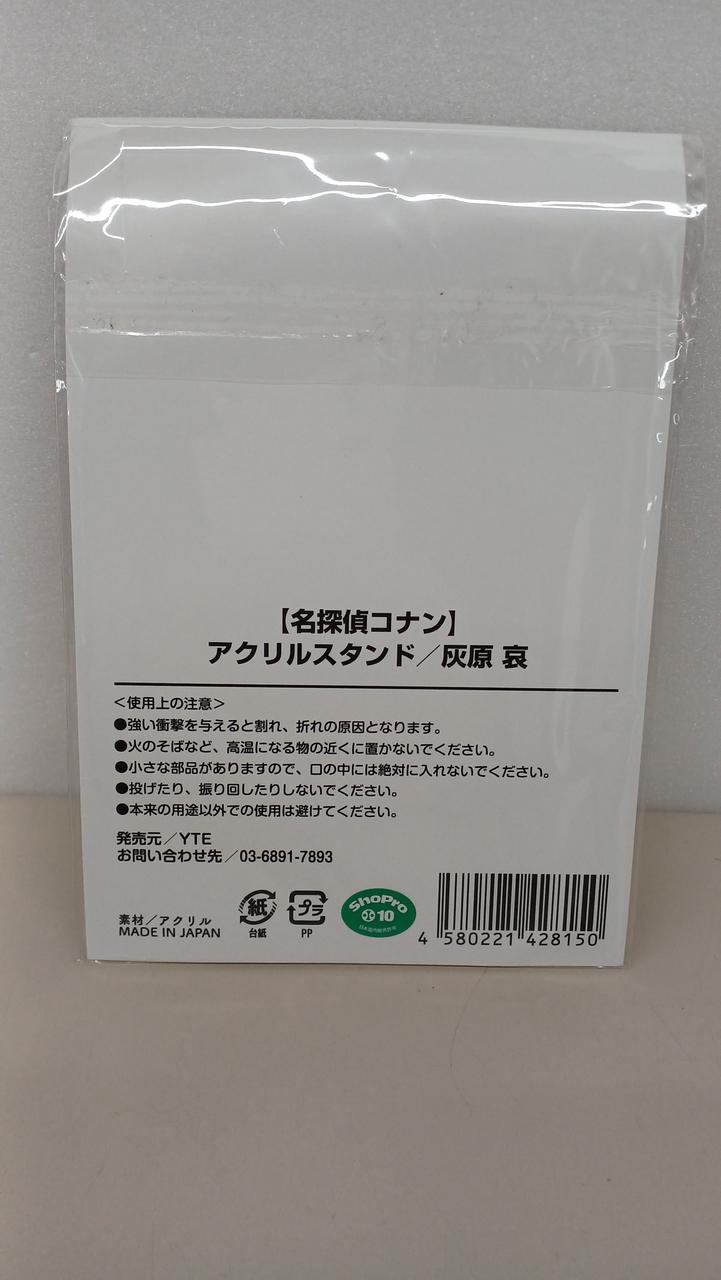 【名探偵コナン】
アクリルスタンド／灰原 哀
＜使用上の注意＞
●強い衝撃を与えると割れ、折れの原因となります。
●火のそばなど、高温になる物の近くに置かないでください。
●小さな部品がありますので、口の中には絶対に入れないでください。
●投げたり、振り回したりしないでください。
●本来の用途以外での使用は避けてください。
発売元／YTE
お問い合わせ先／03-6891-7893
素材／アクリル
MADE IN JAPAN
紙
台紙
プラ
PP
ShoPro
10
4 580221 428150